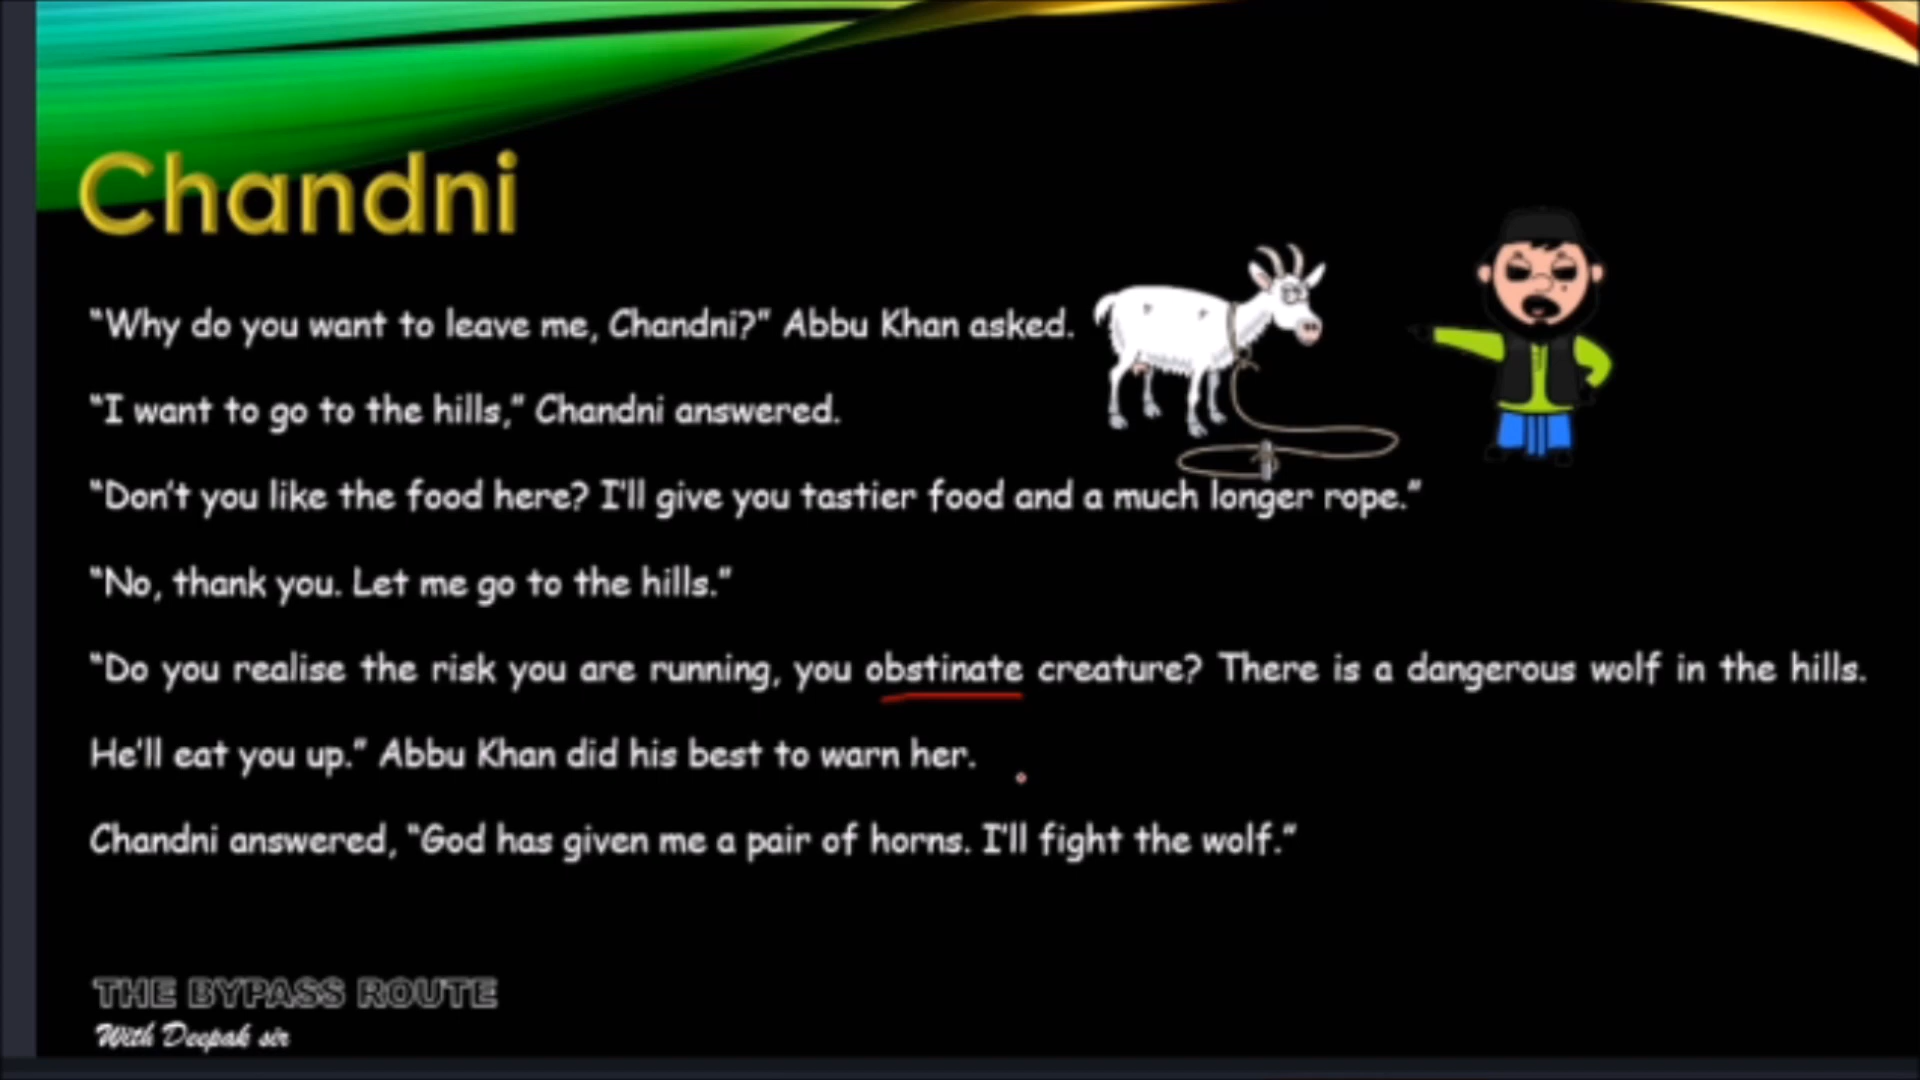 Chandni
“Why do you want to leave me, Chandni?” Abbu Khan asked.
“I want to go to the hills,” Chandni answered.
“Don’t you like the food here? I’ll give you tastier food and a much longer rope.”
“No, thank you. Let me go to the hills.”
“Do you realise the risk you are running, you obstinate creature? There is a dangerous wolf in the hills.
He’ll eat you up.” Abbu Khan did his best to warn her.
Chandni answered, “God has given me a pair of horns. I’ll fight the wolf.”
THE BYPASS ROUTE
With Deepak sir